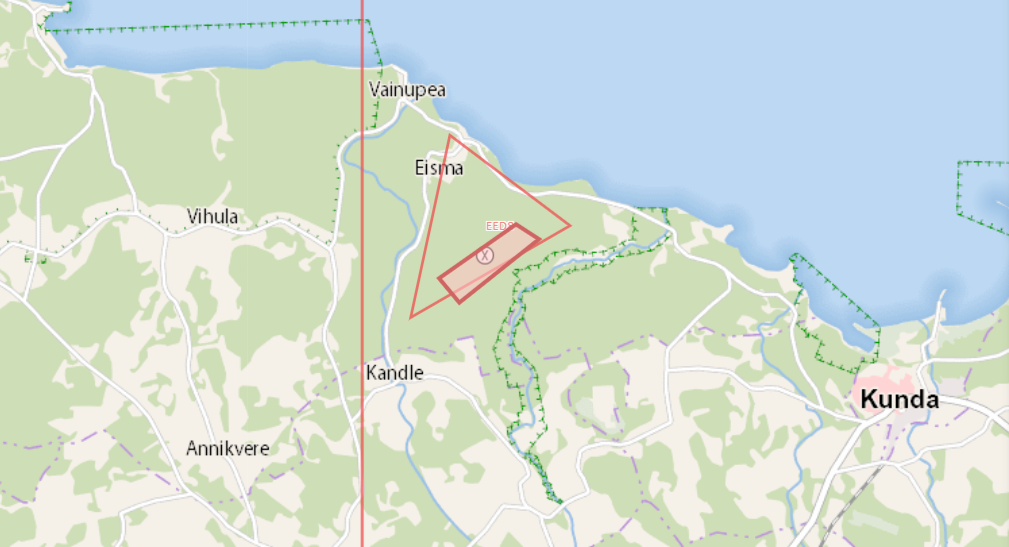 Vainupea
Eisma
Vihula
X
Kandle
Kunda
Annikvere